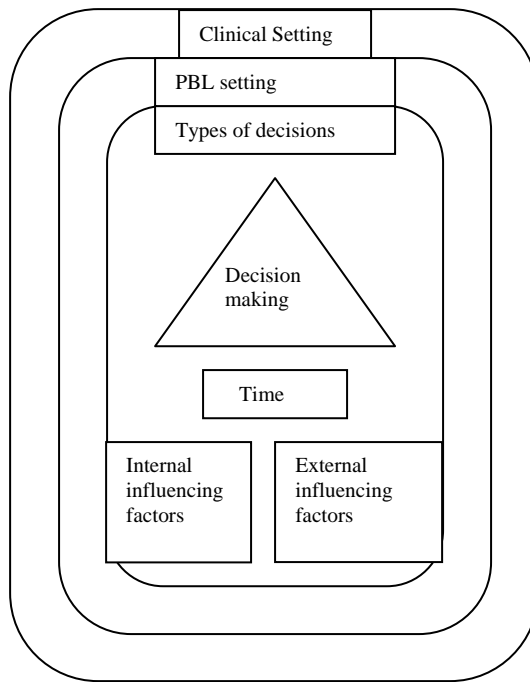 Clinical Setting
PBL setting
Types of decisions
Decision
making
Time
Internal
influencing
factors
External
influencing
factors